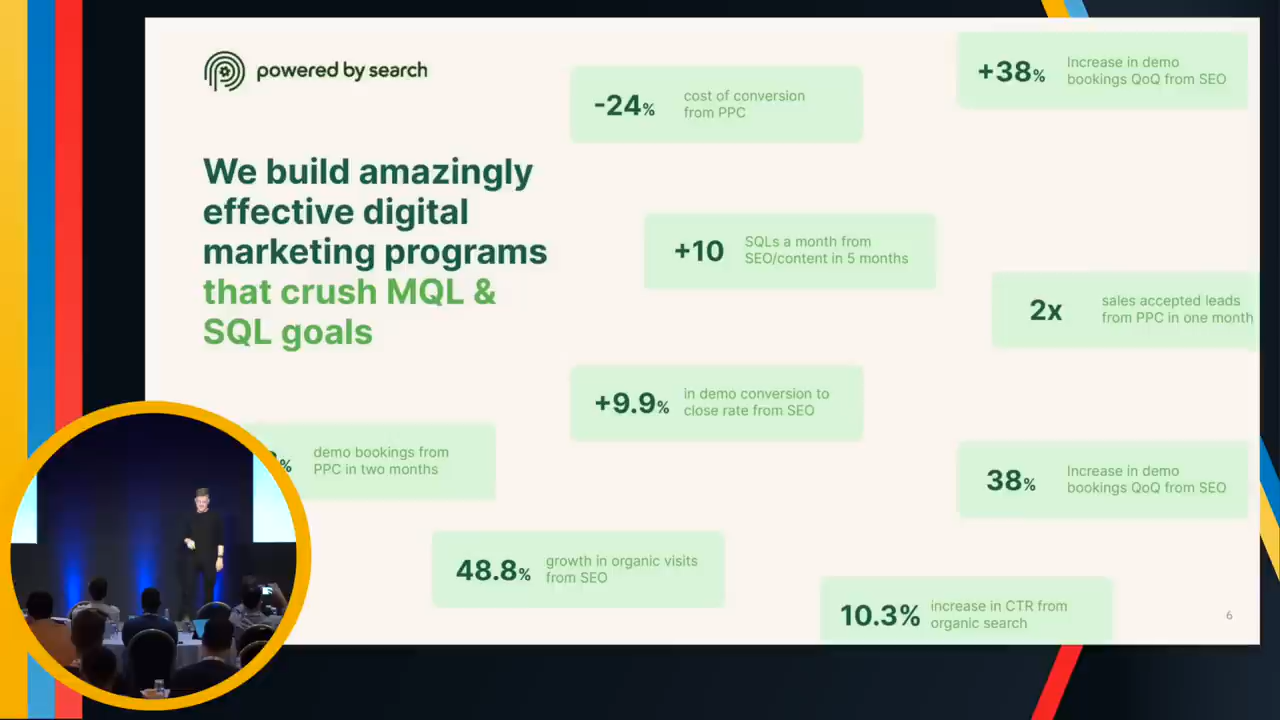 powered by search
We build amazingly
effective digital
marketing programs
that crush MQL &
SQL goals
-24%
cost of conversion
from PPC
+38%
Increase in demo
bookings QoQ from SEO
+10
SQLs a month from
SEO/content in 5 months
2x
sales accepted leads
from PPC in one month
+9.9%
in demo conversion to
close rate from SEO
%
demo bookings from
PPC in two months
38%
Increase in demo
bookings QoQ from SEO
48.8%
growth in organic visits
from SEO
10.3%
increase in CTR from
organic search
6